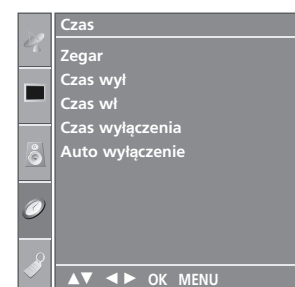 Czas
Zegar
Czas wył
Czas wł
Czas wyłączenia
Auto wyłączenie
▲▼ ◄► OK MENU